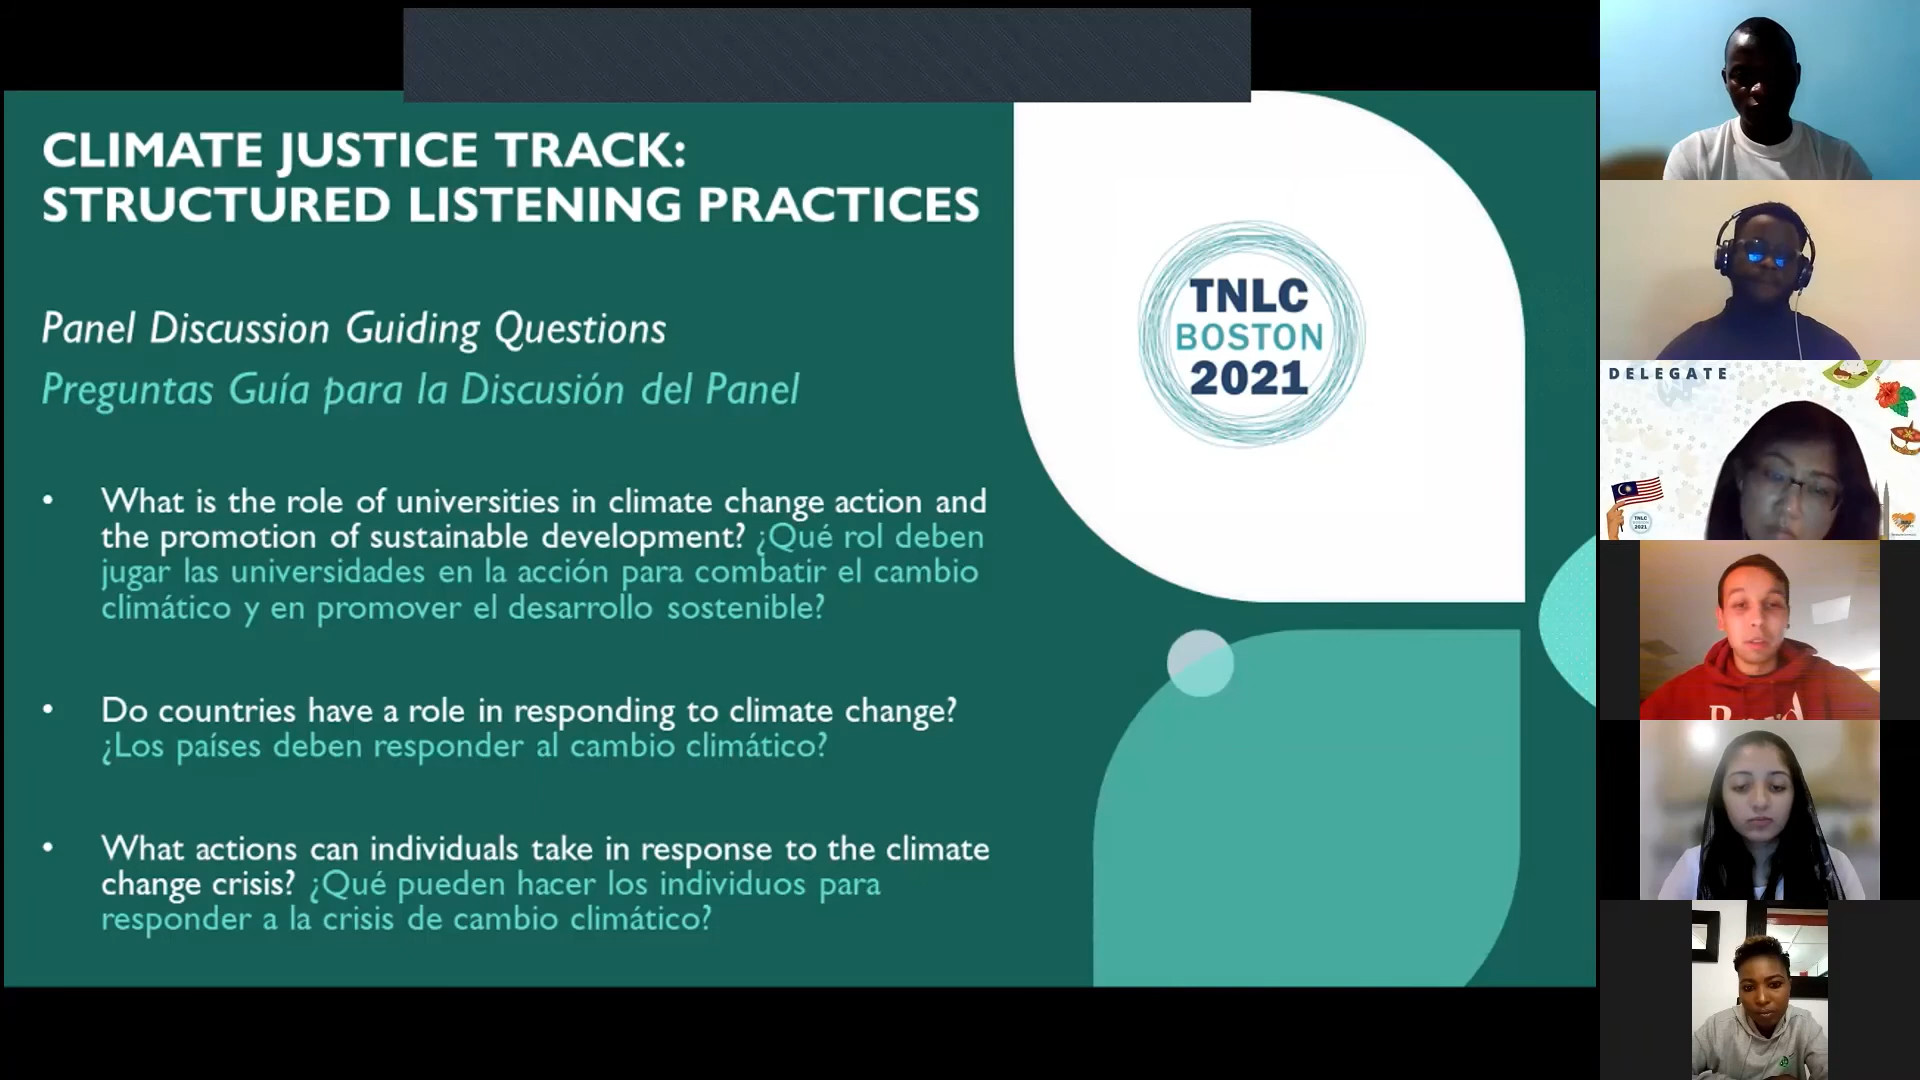 CLIMATE JUSTICE TRACK:
STRUCTURED LISTENING PRACTICES
Panel Discussion Guiding Questions
Preguntas Guía para la Discusión del Panel
• What is the role of universities in climate change action and
the promotion of sustainable development? ¿Qué rol deben
jugar las universidades en la acción para combatir el cambio
climático y en promover el desarrollo sostenible?
• Do countries have a role in responding to climate change?
¿Los países deben responder al cambio climático?
• What actions can individuals take in response to the climate
change crisis? ¿Qué pueden hacer los individuos para
responder a la crisis de cambio climático?
TNLC
BOSTON
2021
DELEGATE
TNLC
BOSTON
2021